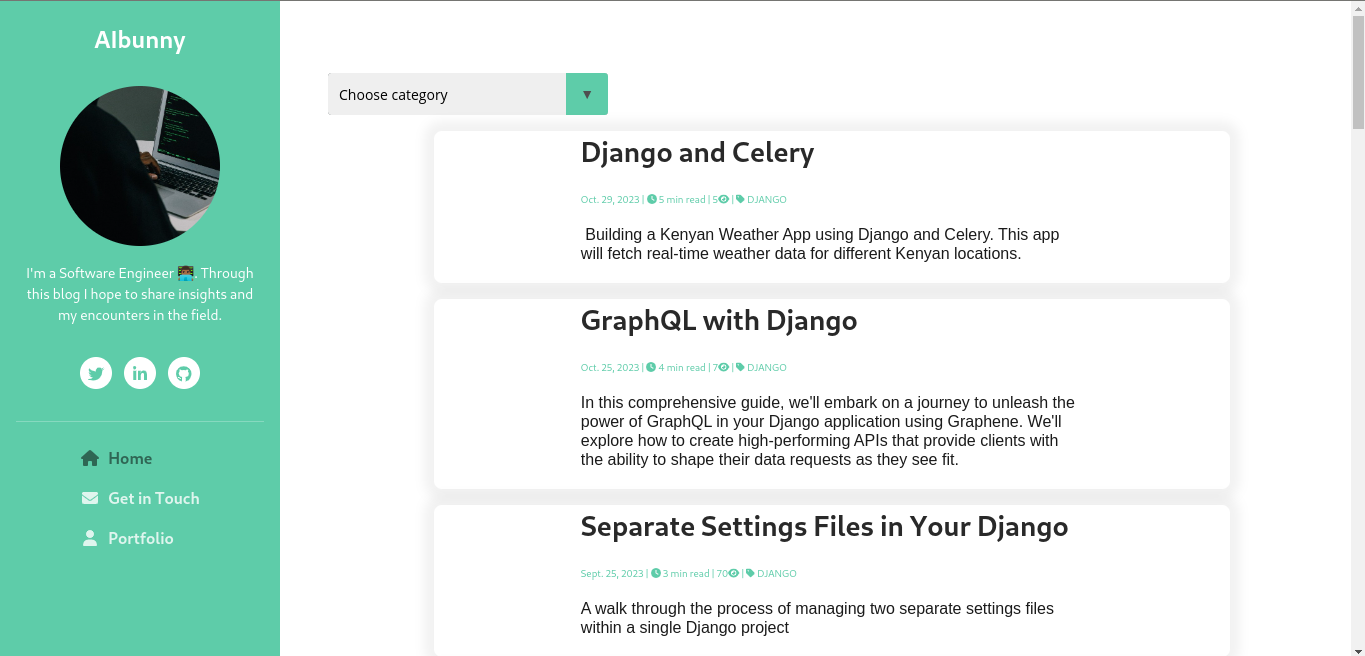 AIbunny
I'm a Software Engineer 👨🏾‍💻. Through
this blog I hope to share insights and
my encounters in the field.
Home
Get in Touch
Portfolio
Choose category
▼
Django and Celery
Oct. 29, 2023 | 5 min read | 5 | DJANGO
Building a Kenyan Weather App using Django and Celery. This app
will fetch real-time weather data for different Kenyan locations.
GraphQL with Django
Oct. 25, 2023 | 4 min read | 7 | DJANGO
In this comprehensive guide, we'll embark on a journey to unleash the
power of GraphQL in your Django application using Graphene. We'll
explore how to create high-performing APIs that provide clients with
the ability to shape their data requests as they see fit.
Separate Settings Files in Your Django
Sept. 25, 2023 | 3 min read | 70 | DJANGO
A walk through the process of managing two separate settings files
within a single Django project